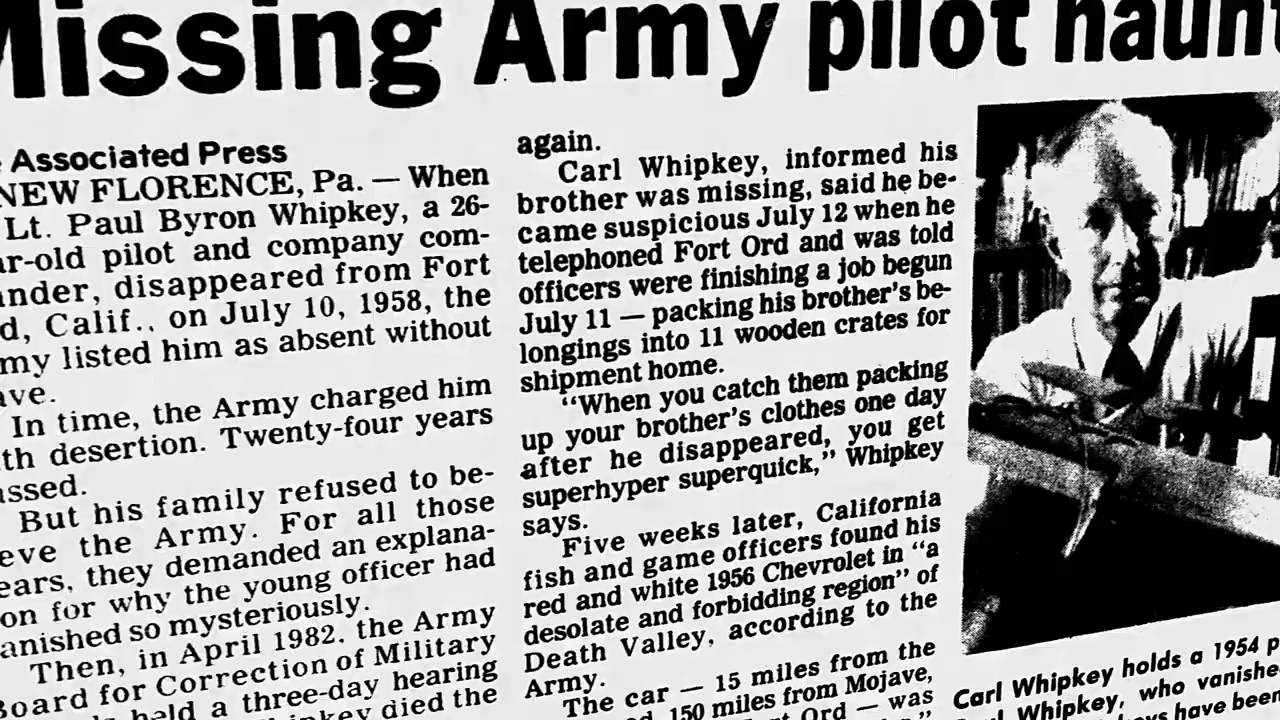 Missing Army pilot haunt
Associated Press
NEW FLORENCE, Pa. — When
Lt. Paul Byron Whipkey, a 26-
ar-old pilot and company com-
ander, disappeared from Fort
d, Calif., on July 10, 1958, the
my listed him as absent without
ave.
In time, the Army charged him
th desertion. Twenty-four years
assed.
But his family refused to be-
eve the Army. For all those
ears, they demanded an explana-
on for why the young officer had
anished so mysteriously.
Then, in April 1982. the Army
Board for Correction of Military
held a three-day hearing
hipkey died the
again.
Carl Whipkey, informed his
brother was missing, said he be-
came suspicious July 12 when he
telephoned Fort Ord and was told
officers were finishing a job begun
July 11 — packing his brother's be-
longings into 11 wooden crates for
shipment home.
“When you catch them packing
up your brother's clothes one day
after he disappeared, you get
superhyper superquick,” Whipkey
says.
Five weeks later, California
fish and game officers found his
red and white 1956 Chevrolet in “a
desolate and forbidding region” of
Death Valley, according to the
Army.
The car — 15 miles from the
150 miles from Mojave,
Ord — was
Carl Whipkey holds a 1954 p
Whipkey, who vanishe
have been